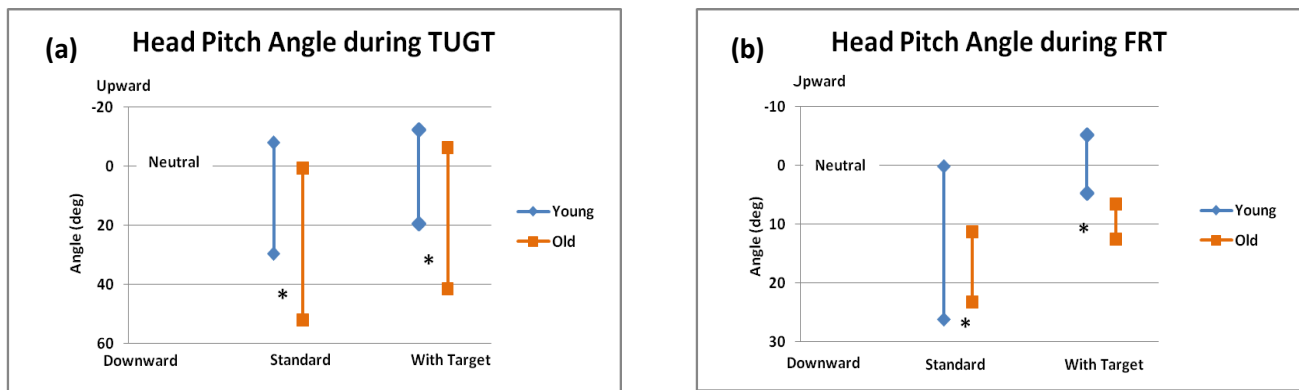 (a) Head Pitch Angle during TUGT
Upward
-20
0
20
40
60
Neutral
Angle (deg)
*
*
Young
Old
Downward Standard With Target
(b) Head Pitch Angle during FRT
Upward
-10
0
10
20
30
Neutral
Angle (deg)
*
*
Young
Old
Downward Standard With Target